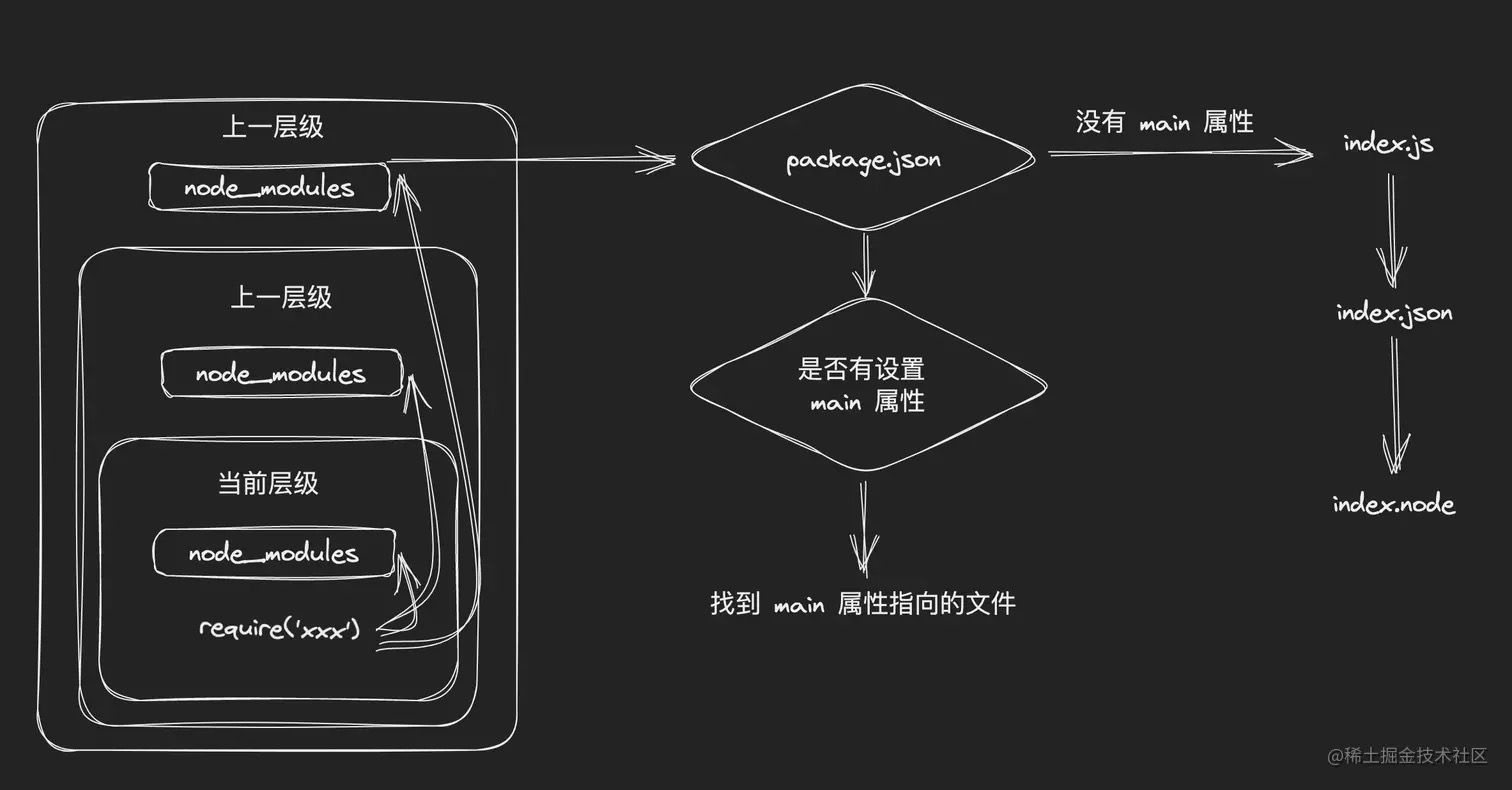 上一层级
node_modules
上一层级
node_modules
当前层级
node_modules
require('xxx')
package.json
是否有设置
main 属性
找到 main 属性指向的文件
没有 main 属性
index.js
index.json
index.node
@稀土掘金技术社区